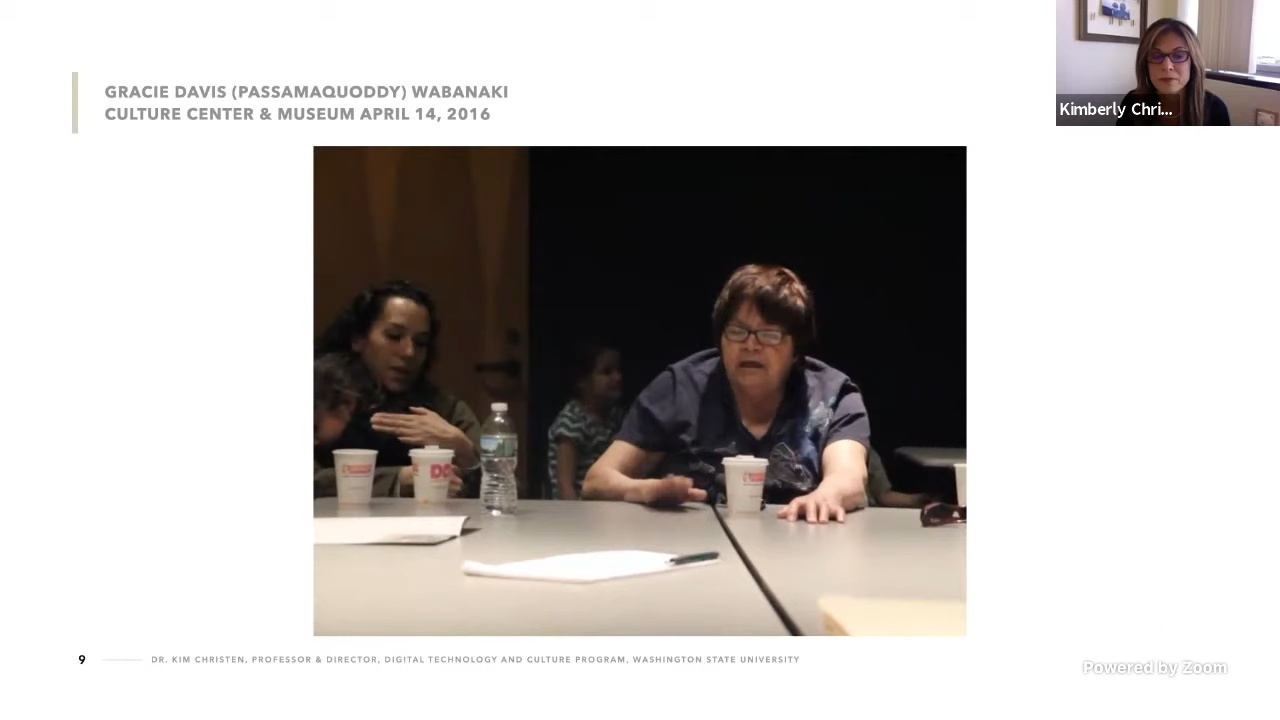 GRACIE DAVIS (PASSAMAQUODDY) WABANAKI
CULTURE CENTER & MUSEUM APRIL 14, 2016
Kimberly Chri...
9
DR. KIM CHRISTEN, PROFESSOR & DIRECTOR, DIGITAL TECHNOLOGY AND CULTURE PROGRAM, WASHINGTON STATE UNIVERSITY
Powered by Zoom